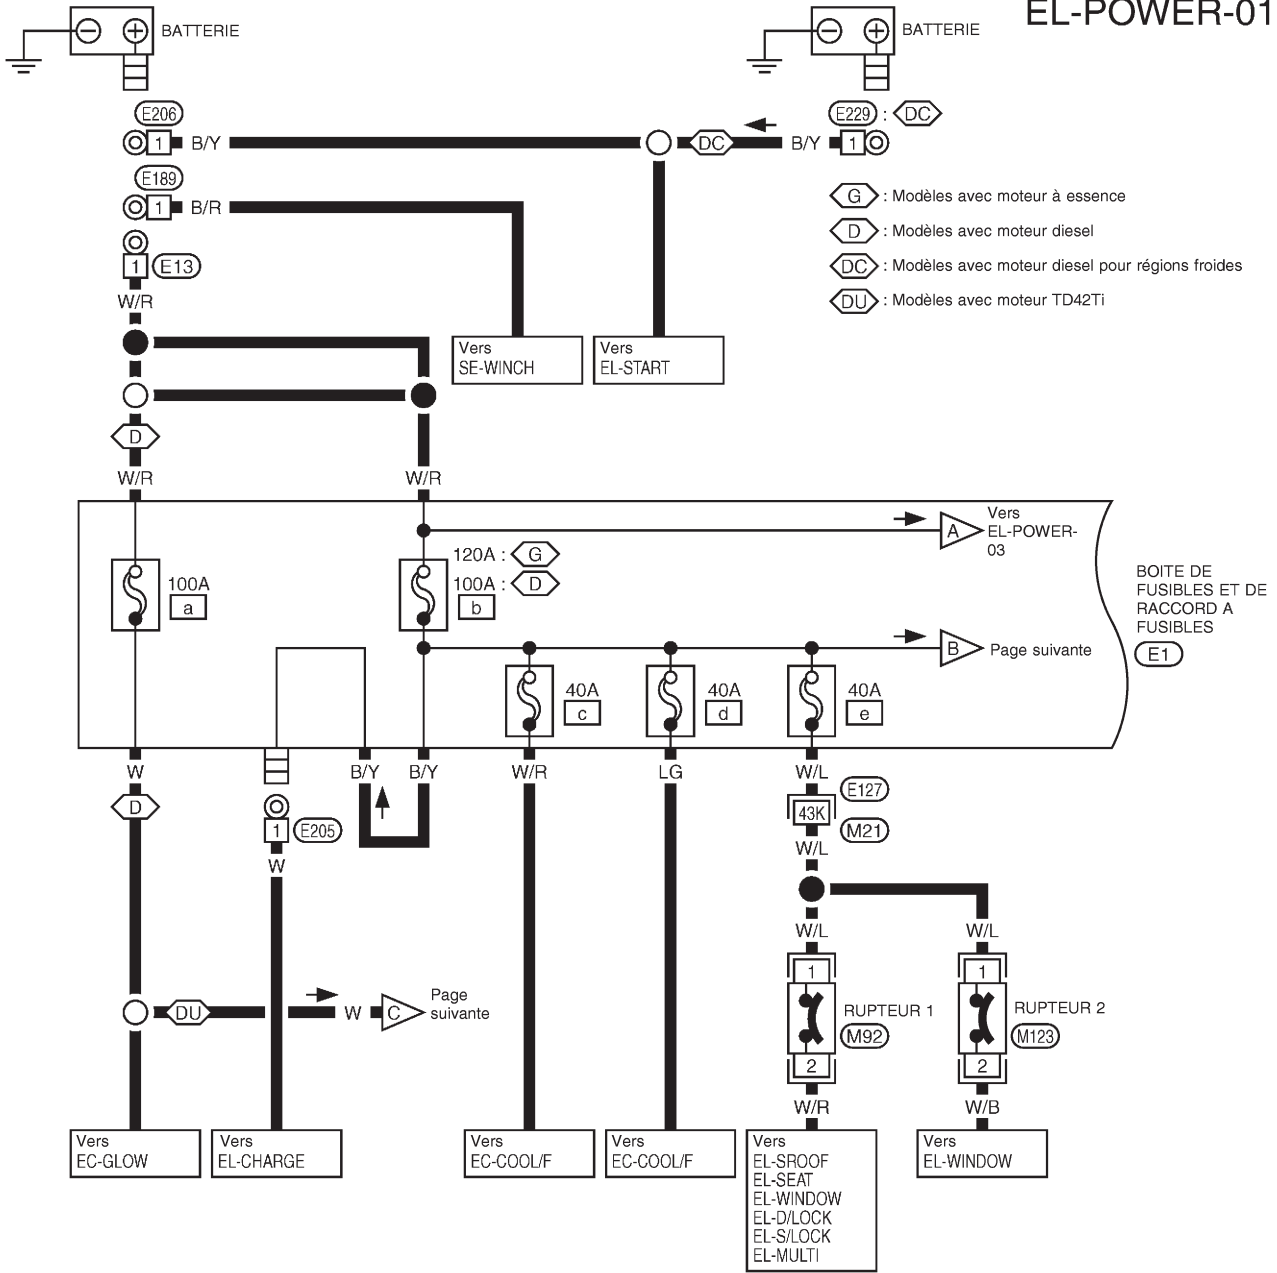 EL-POWER-01
BATTERIE
BATTERIE
E206
E229 : DC
1 B/Y
DC
B/Y 1
E189
1 B/R
G : Modèles avec moteur à essence
D : Modèles avec moteur diesel
DC : Modèles avec moteur diesel pour régions froides
DU : Modèles avec moteur TD42Ti
1 E13
W/R
Vers
SE-WINCH
Vers
EL-START
D
W/R
W/R
A
Vers
EL-POWER-
03
120A : G
100A : D
b
100A
a
BOITE DE
FUSIBLES ET DE
RACCORD A
FUSIBLES
E1
B
Page suivante
40A
c
40A
d
40A
e
W
B/Y
B/Y
W/R
LG
W/L
D
E127
43K
M21
1 E205
W
W/L
W/L
W/L
1
1
RUPTEUR 1
M92
RUPTEUR 2
M123
2
2
DU
W
C
Page
suivante
W/R
W/B
Vers
EC-GLOW
Vers
EL-CHARGE
Vers
EC-COOL/F
Vers
EC-COOL/F
Vers
EL-SROOF
EL-SEAT
EL-WINDOW
EL-D/LOCK
EL-S/LOCK
EL-MULTI
Vers
EL-WINDOW